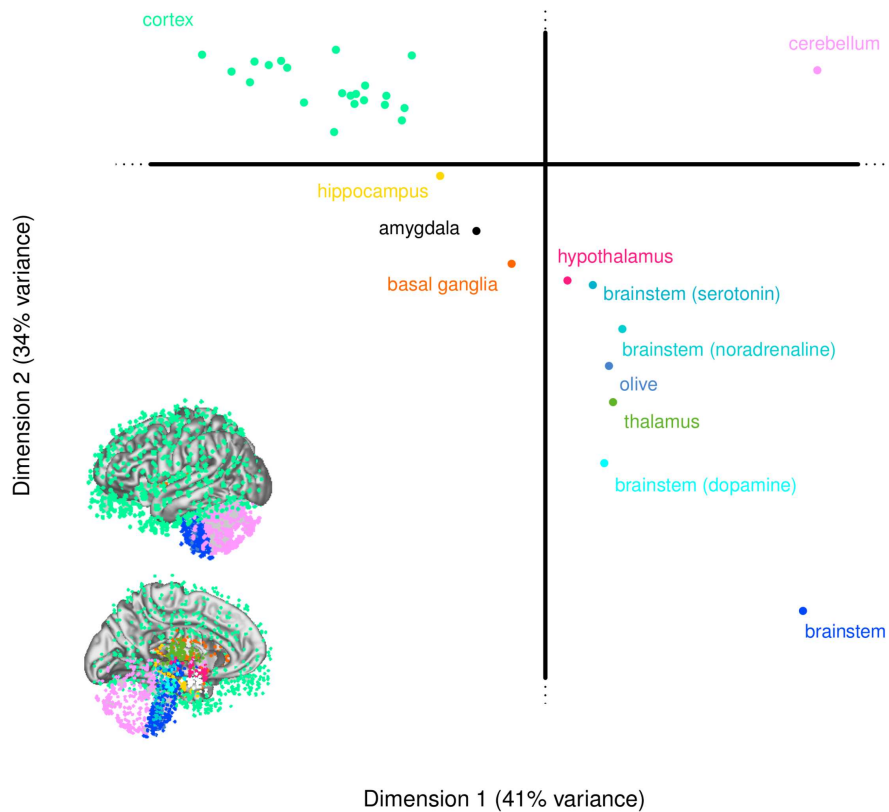 cortex
cerebellum
hippocampus
amygdala
basal ganglia
hypothalamus
brainstem (serotonin)
brainstem (noradrenaline)
olive
thalamus
brainstem (dopamine)
brainstem
Dimension 2 (34% variance)
Dimension 1 (41% variance)